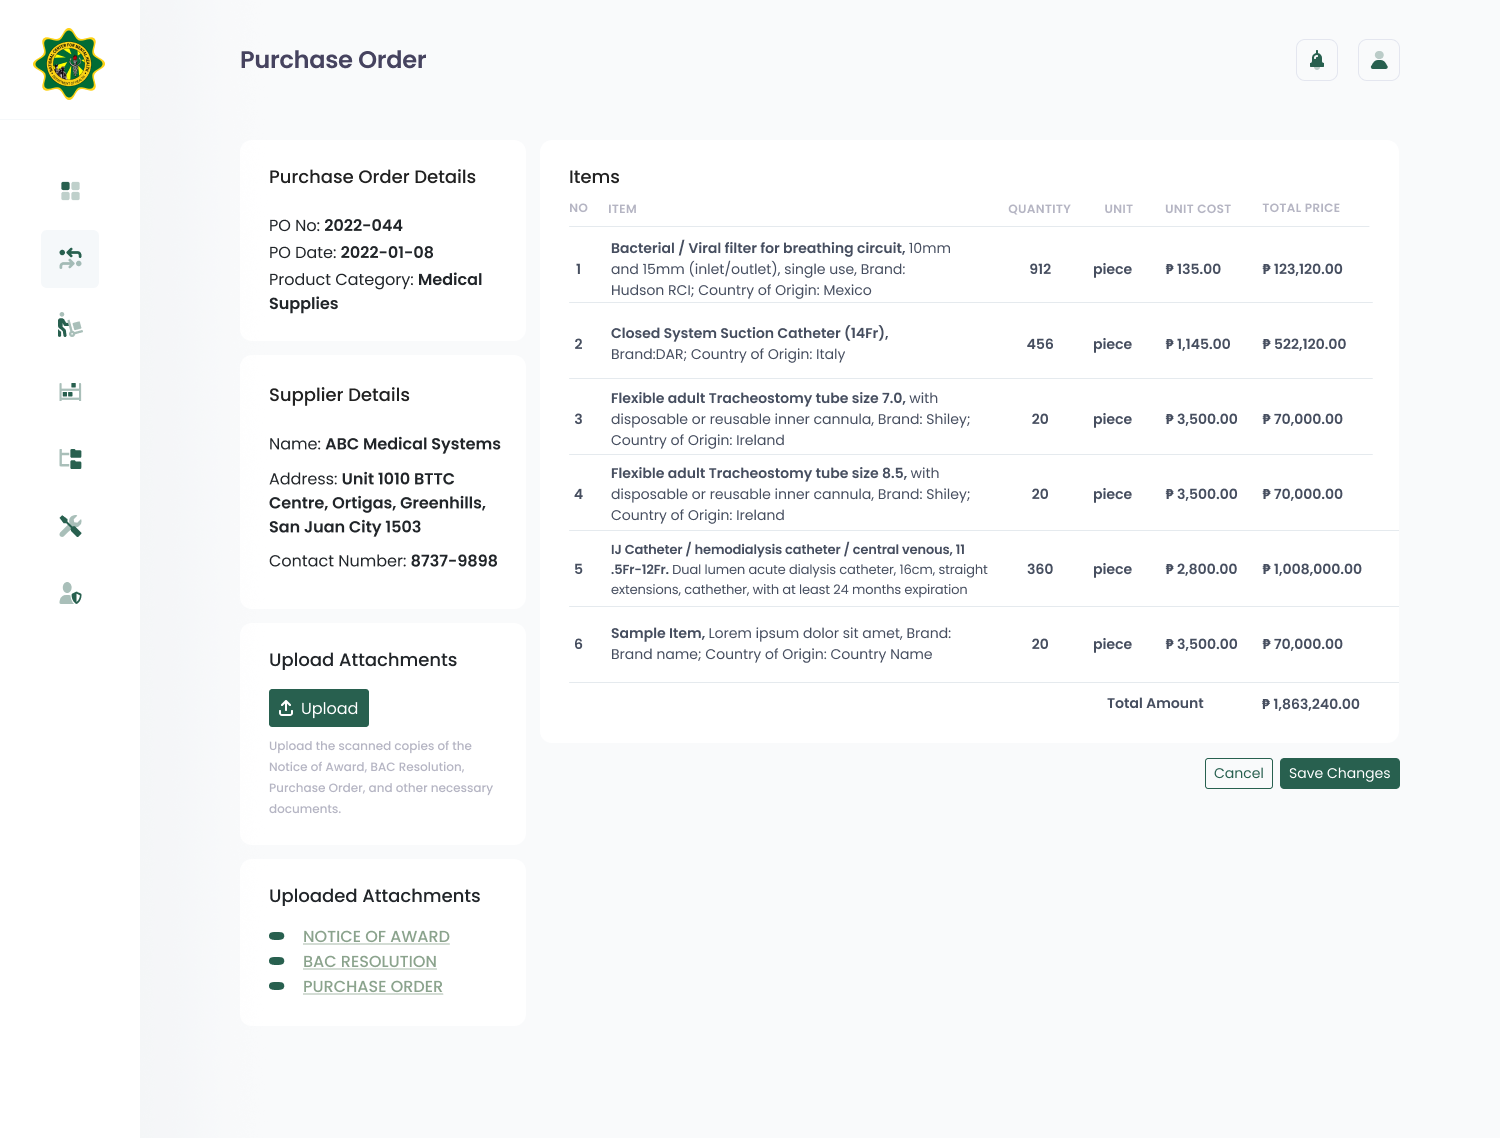 Purchase Order
Purchase Order Details
PO No: 2022-044
PO Date: 2022-01-08
Product Category: Medical
Supplies
Supplier Details
Name: ABC Medical Systems
Address: Unit 1010 BTTC
Centre, Ortigas, Greenhills,
San Juan City 1503
Contact Number: 8737-9898
Upload Attachments
Upload
Upload the scanned copies of the
Notice of Award, BAC Resolution,
Purchase Order, and other necessary
documents.
Uploaded Attachments
NOTICE OF AWARD
BAC RESOLUTION
PURCHASE ORDER
Items
NO ITEM QUANTITY UNIT UNIT COST TOTAL PRICE
Bacterial / Viral filter for breathing circuit, 10mm
1 and 15mm (inlet/outlet), single use, Brand: 912 piece ₱ 135.00 ₱ 123,120.00
Hudson RCI; Country of Origin: Mexico
Closed System Suction Catheter (14Fr),
2 456 piece ₱ 1,145.00 ₱ 522,120.00
Brand:DAR; Country of Origin: Italy
Flexible adult Tracheostomy tube size 7.0, with
3 disposable or reusable inner cannula, Brand: Shiley; 20 piece ₱ 3,500.00 ₱ 70,000.00
Country of Origin: Ireland
Flexible adult Tracheostomy tube size 8.5, with
4 disposable or reusable inner cannula, Brand: Shiley; 20 piece ₱ 3,500.00 ₱ 70,000.00
Country of Origin: Ireland
IJ Catheter / hemodialysis catheter / central venous, 11
5 .5Fr-12Fr. Dual lumen acute dialysis catheter, 16cm, straight 360 piece ₱ 2,800.00 ₱ 1,008,000.00
extensions, cathether, with at least 24 months expiration
Sample Item, Lorem ipsum dolor sit amet, Brand:
6 20 piece ₱ 3,500.00 ₱ 70,000.00
Brand name; Country of Origin: Country Name
Total Amount ₱ 1,863,240.00
Cancel Save Changes